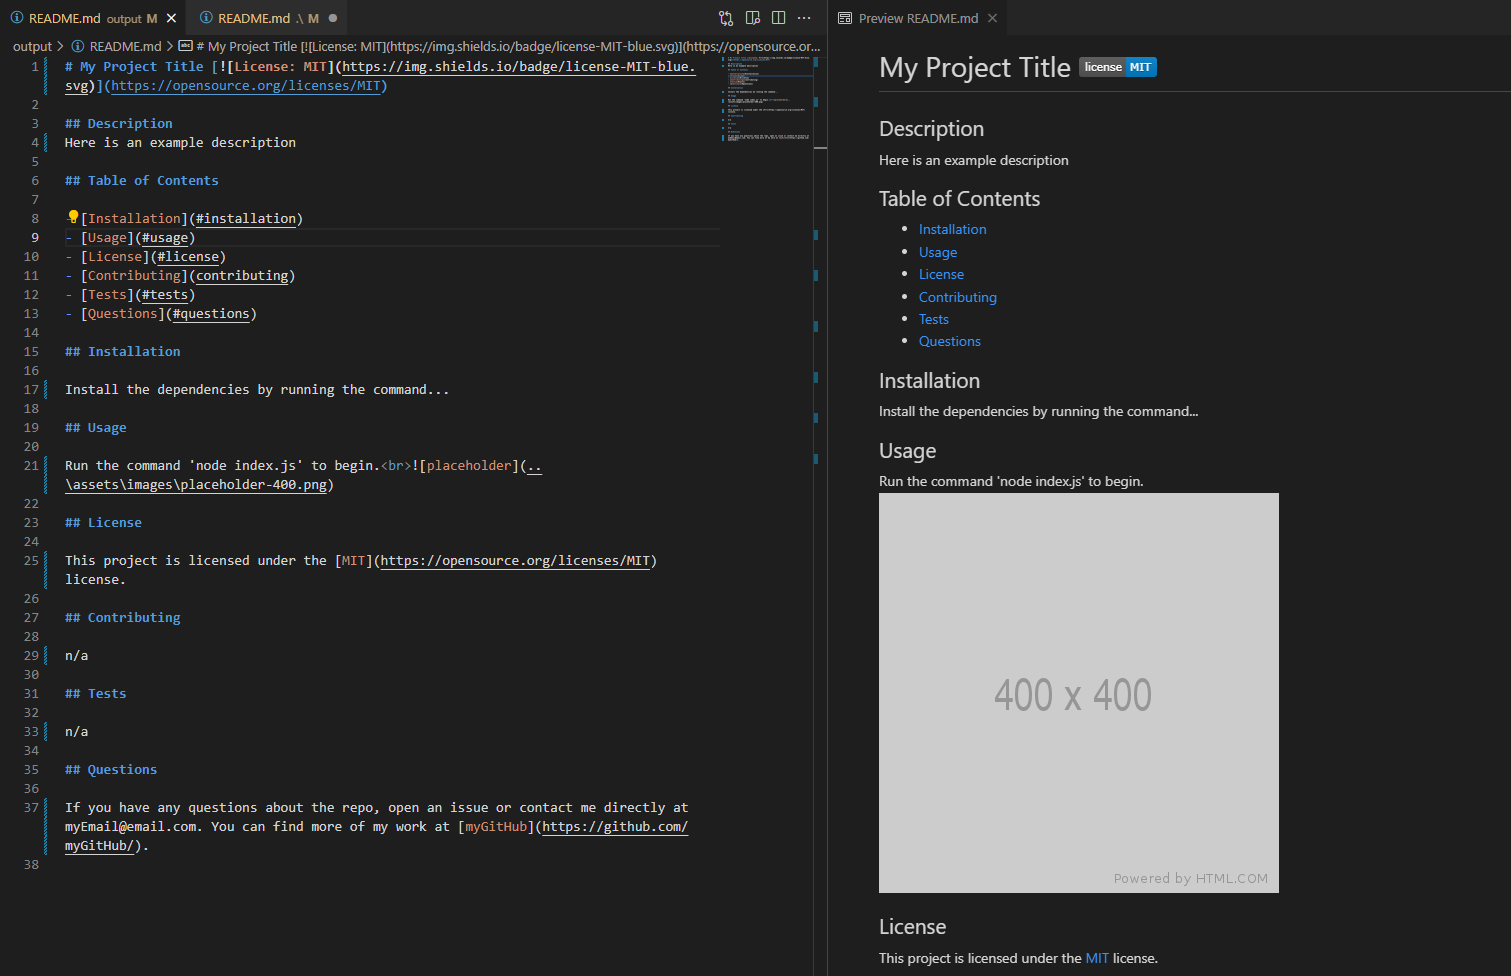 README.md output M
README.md .\ M
Preview README.md
output > README.md > # My Project Title [![License: MIT](https://img.shields.io/badge/license-MIT-blue.svg)](https://opensource.or...
1 # My Project Title [![License: MIT](https://img.shields.io/badge/license-MIT-blue.
svg)](https://opensource.org/licenses/MIT)
2
3 ## Description
4 Here is an example description
5
6 ## Table of Contents
7
8 [Installation](#installation)
9 - [Usage](#usage)
10 - [License](#license)
11 - [Contributing](contributing)
12 - [Tests](#tests)
13 - [Questions](#questions)
14
15 ## Installation
16
17 Install the dependencies by running the command...
18
19 ## Usage
20
21 Run the command 'node index.js' to begin.<br>![placeholder](..
\assets\images\placeholder-400.png)
22
23 ## License
24
25 This project is licensed under the [MIT](https://opensource.org/licenses/MIT)
license.
26
27 ## Contributing
28
29 n/a
30
31 ## Tests
32
33 n/a
34
35 ## Questions
36
37 If you have any questions about the repo, open an issue or contact me directly at
myEmail@email.com. You can find more of my work at [myGitHub](https://github.com/
myGitHub/).
38
My Project Title license MIT
Description
Here is an example description
Table of Contents
• Installation
• Usage
• License
• Contributing
• Tests
• Questions
Installation
Install the dependencies by running the command...
Usage
Run the command 'node index.js' to begin.
400 x 400
Powered by HTML.COM
License
This project is licensed under the MIT license.